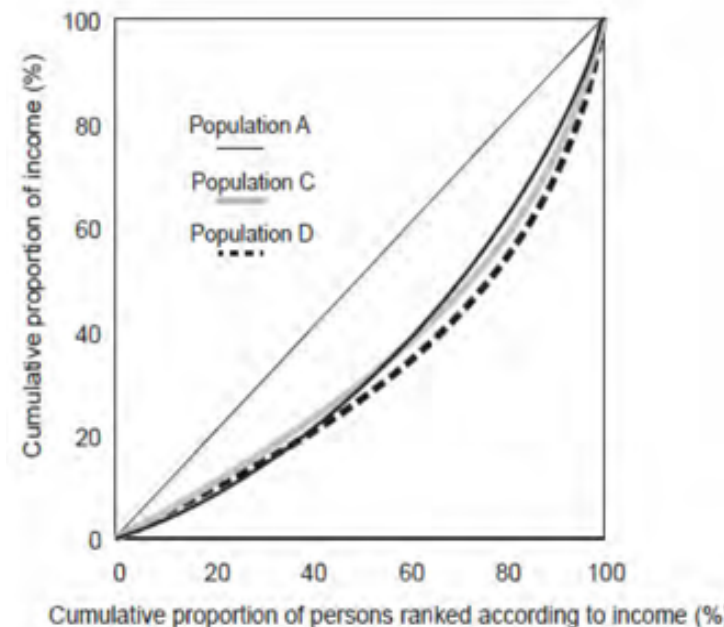 Cumulative proportion of income (%)
100
80
60
40
20
0
Population A
Population C
Population D
0 20 40 60 80 100
Cumulative proportion of persons ranked according to income (%